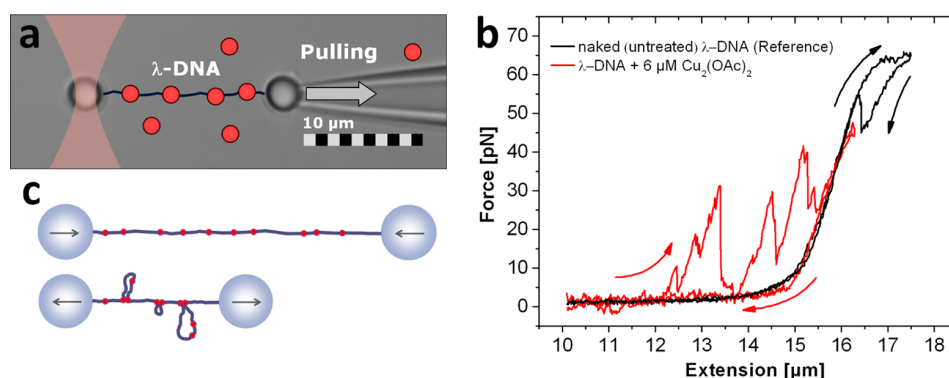 a
λ-DNA
Pulling
10 µm
c
b
70
60
50
40
30
20
10
0
Force [pN]
naked (untreated) λ–DNA (Reference)
λ–DNA + 6 µM Cu₂(OAc)₂
10 11 12 13 14 15 16 17 18
Extension [µm]